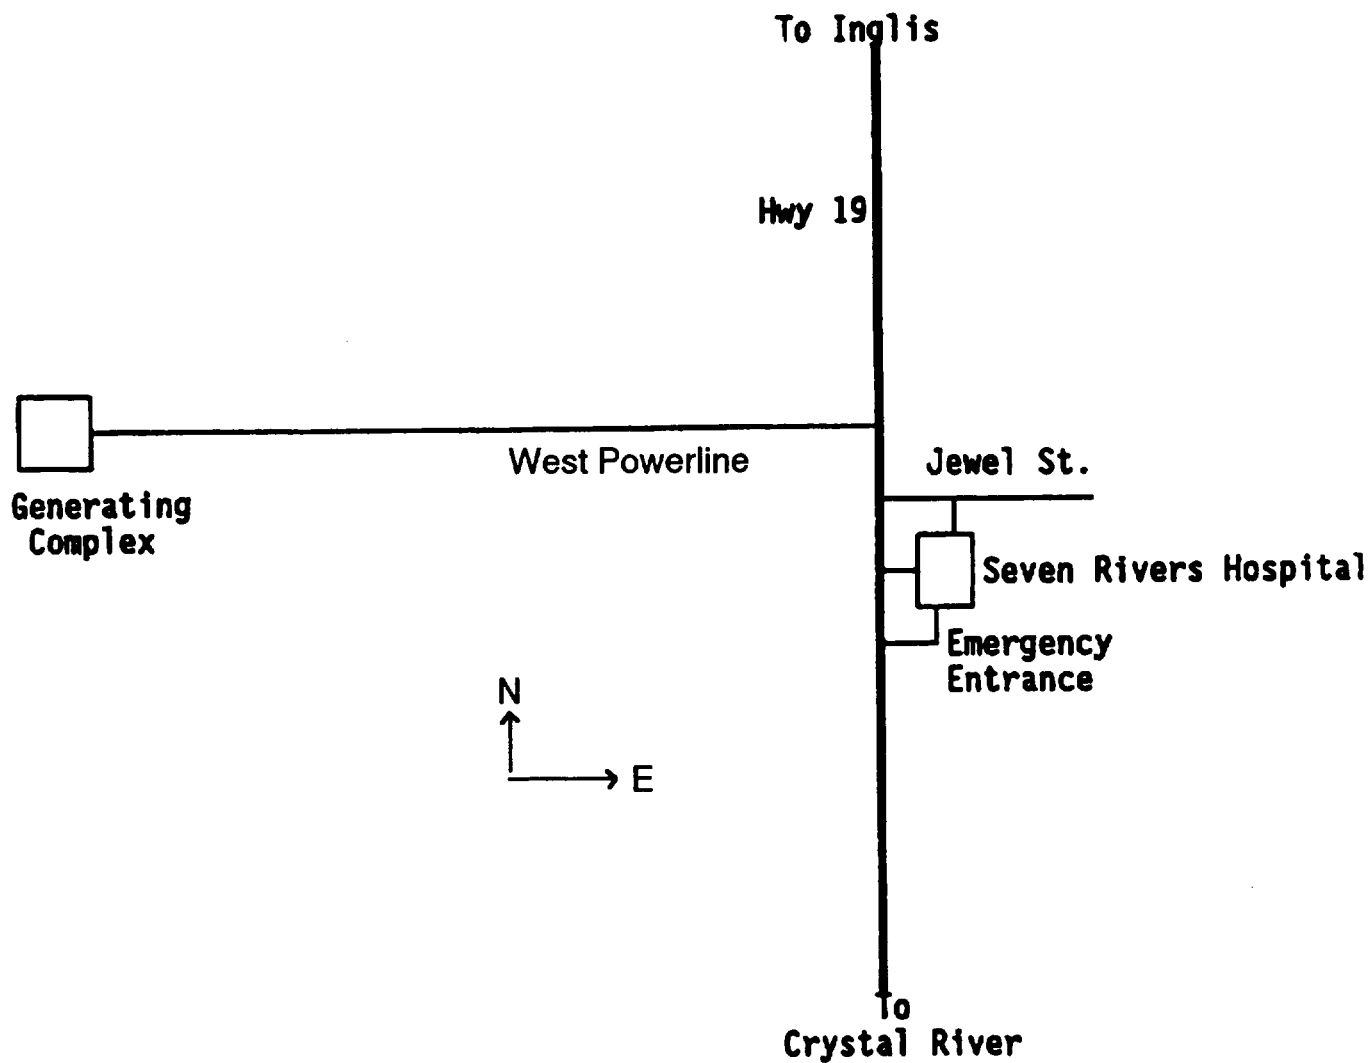 To Inglis
Hwy 19
West Powerline
Jewel St.
Generating
Complex
Seven Rivers Hospital
Emergency
Entrance
N
E
To
Crystal River